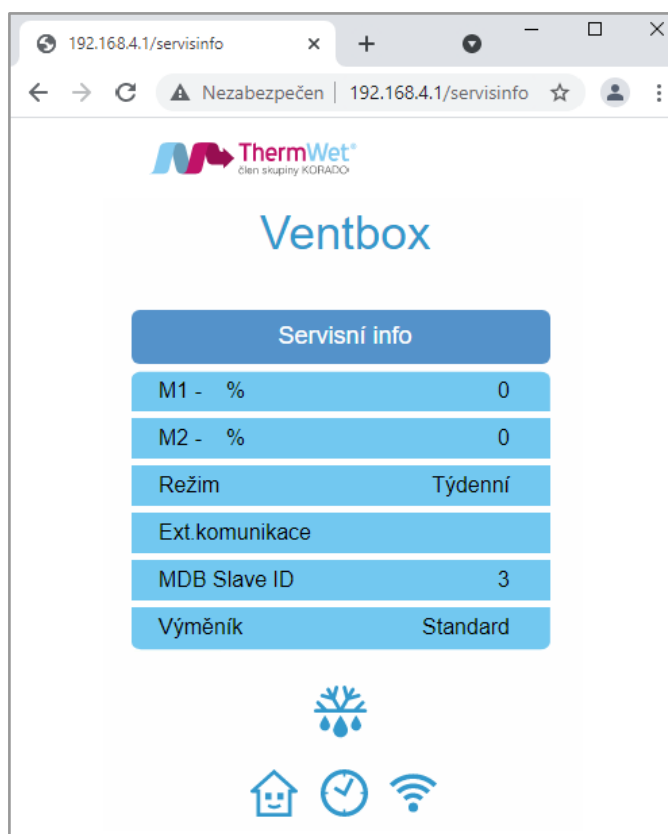 192.168.4.1/servisinfo
Nezabezpečen | 192.168.4.1/servisinfo
ThermWet®
člen skupiny KORADO
Ventbox
Servisní info
M1 - % 0
M2 - % 0
Režim Týdenní
Ext.komunikace
MDB Slave ID 3
Výměník Standard